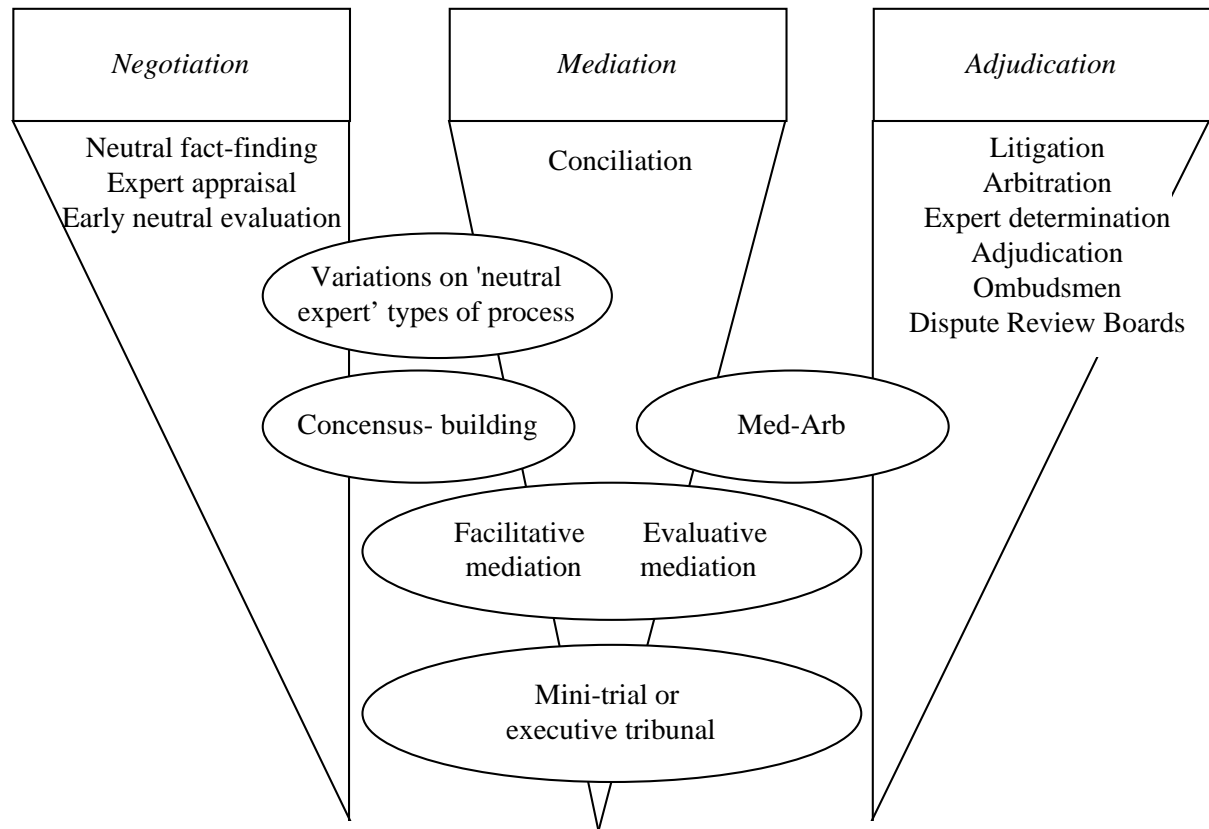 Negotiation
Mediation
Adjudication
Neutral fact-finding
Expert appraisal
Early neutral evaluation
Conciliation
Litigation
Arbitration
Expert determination
Adjudication
Ombudsmen
Dispute Review Boards
Variations on 'neutral
expert’ types of process
Concensus- building
Med-Arb
Facilitative
mediation
Evaluative
mediation
Mini-trial or
executive tribunal